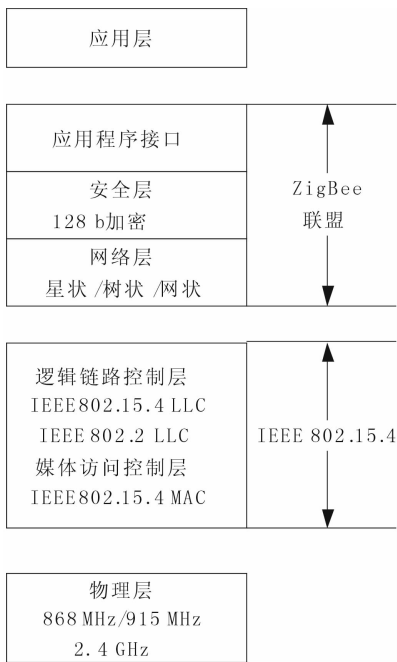 应用层
应用程序接口
安全层
128 b加密
网络层
星状/树状/网状
ZigBee
联盟
逻辑链路控制层
IEEE802.15.4 LLC
IEEE 802.2 LLC
媒体访问控制层
IEEE802.15.4 MAC
IEEE 802.15.4
物理层
868 MHz/915 MHz
2.4 GHz